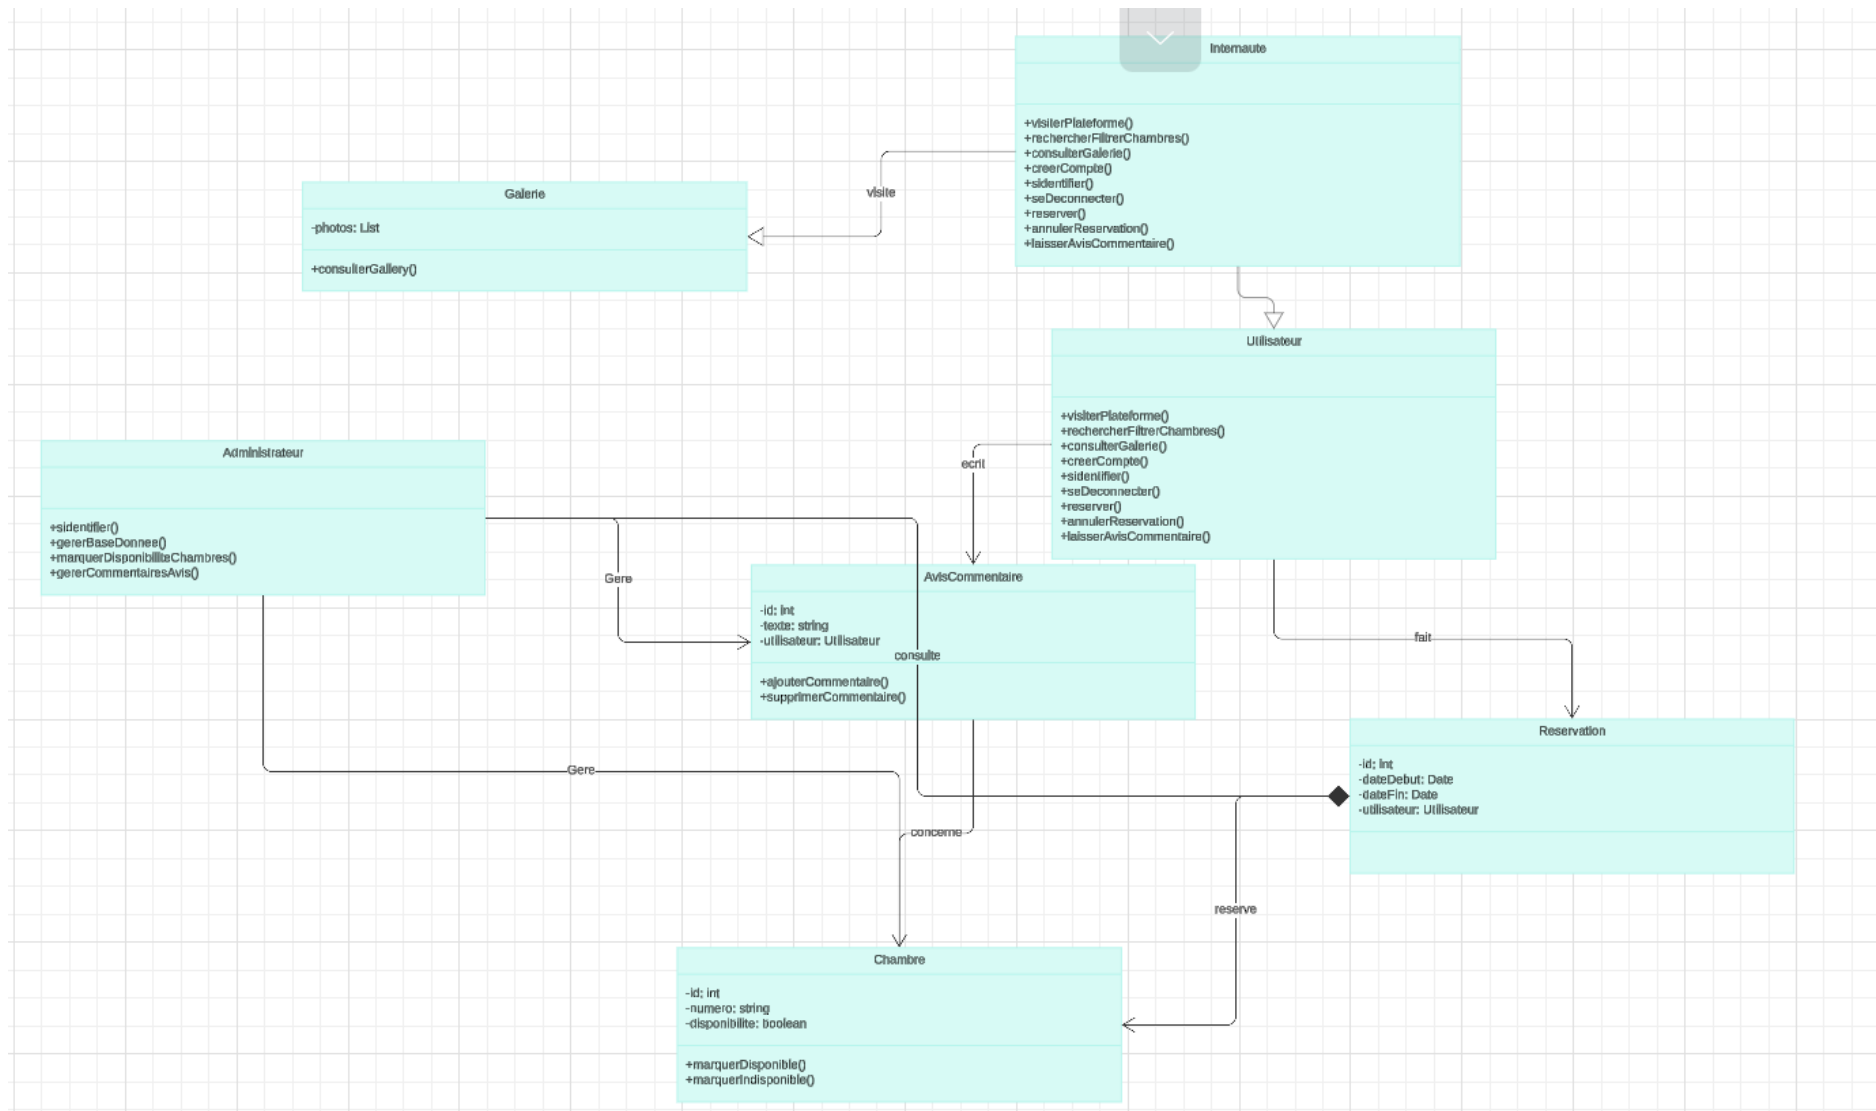 Internaute
+visiterPlateforme()
+rechercherFiltrerChambres()
+consulterGalerie()
+creerCompte()
+sidentifier()
+seDeconnecter()
+reserver()
+annulerReservation()
+laisserAvisCommentaire()
visite
Galerie
-photos: List
+consulterGallery()
Utilisateur
+visiterPlateforme()
+rechercherFiltrerChambres()
+consulterGalerie()
+creerCompte()
+sidentifier()
+seDeconnecter()
+reserver()
+annulerReservation()
+laisserAvisCommentaire()
ecrit
Administrateur
+sidentifier()
+gererBaseDonnee()
+marquerDisponibiliteChambres()
+gererCommentairesAvis()
Gere
AvisCommentaire
-id: int
-texte: string
-utilisateur: Utilisateur
consulte
+ajouterCommentaire()
+supprimerCommentaire()
fait
Reservation
-id: int
-dateDebut: Date
-dateFin: Date
-utilisateur: Utilisateur
Gere
concerne
reserve
Chambre
-id: int
-numero: string
-disponibilite: boolean
+marquerDisponible()
+marquerIndisponible()